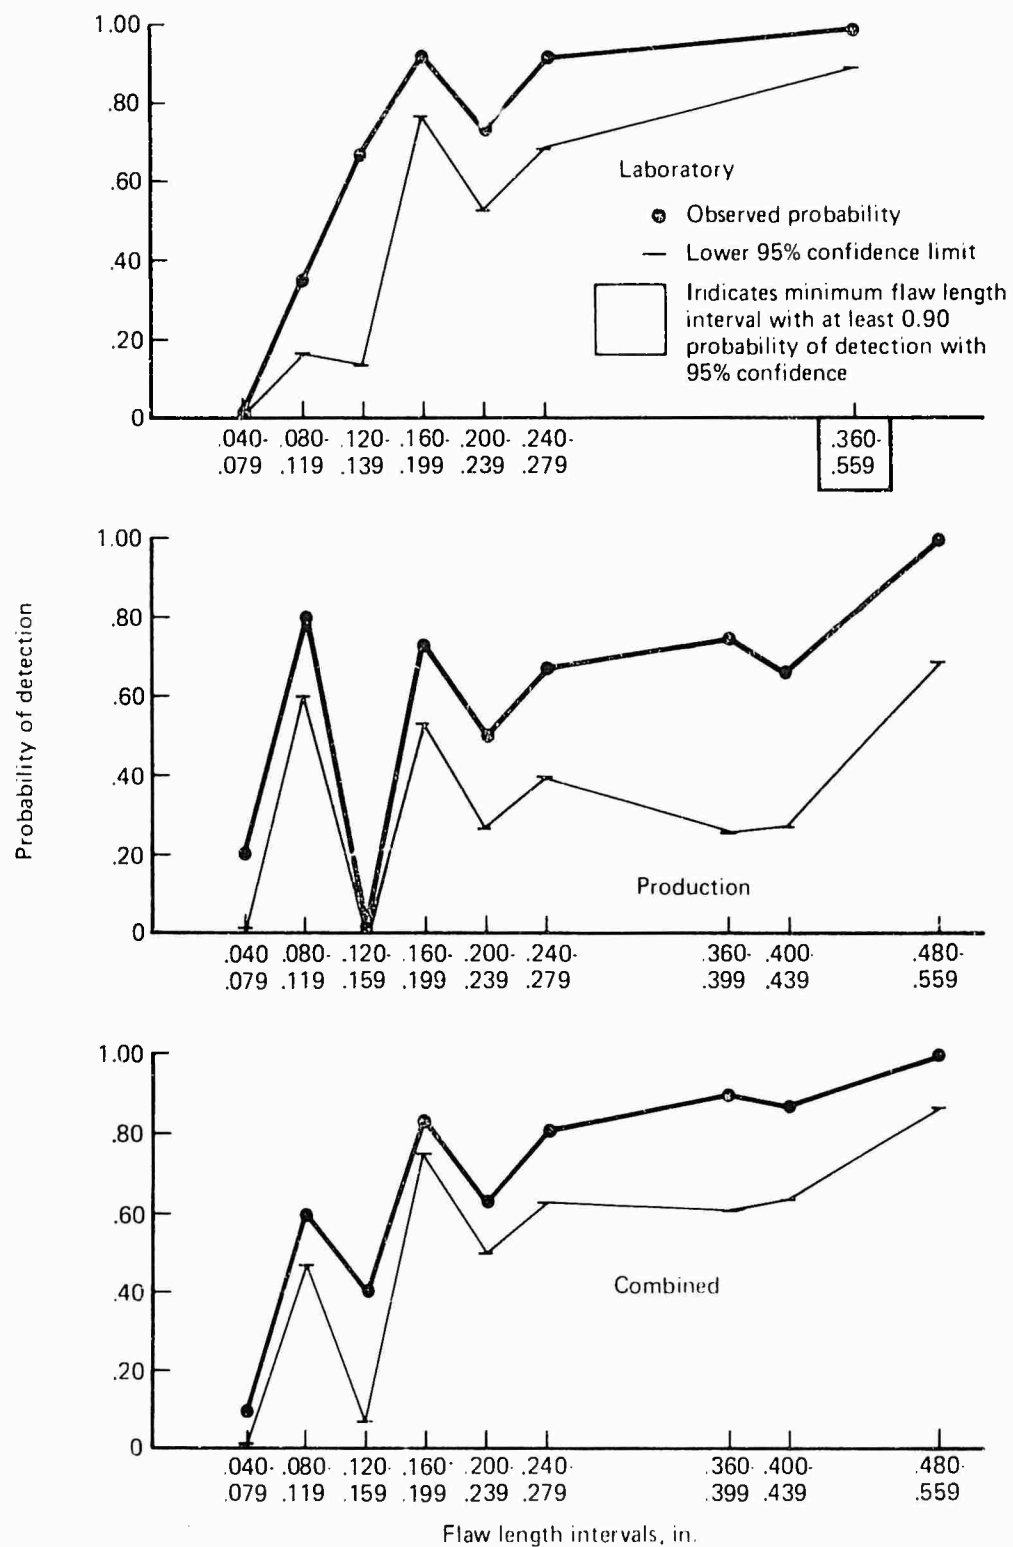 1.00
.80
.60
.40
.20
0
Laboratory
Observed probability
Lower 95% confidence limit
Indicates minimum flaw length
interval with at least 0.90
probability of detection with
95% confidence
.040- .080- .120- .160- .200- .240- .360-
.079 .119 .139 .199 .239 .279 .559
Probability of detection
1.00
.80
.60
.40
.20
0
Production
.040 .080- .120- .160- .200- .240- .360- .400- .480-
.079 .119 .159 .199 .239 .279 .399 .439 .559
1.00
.80
.60
.40
.20
0
Combined
.040- .080- .120- .160- .200- .240- .360- .400- .480-
.079 .119 .159 .199 .239 .279 .399 .439 .559
Flaw length intervals, in.